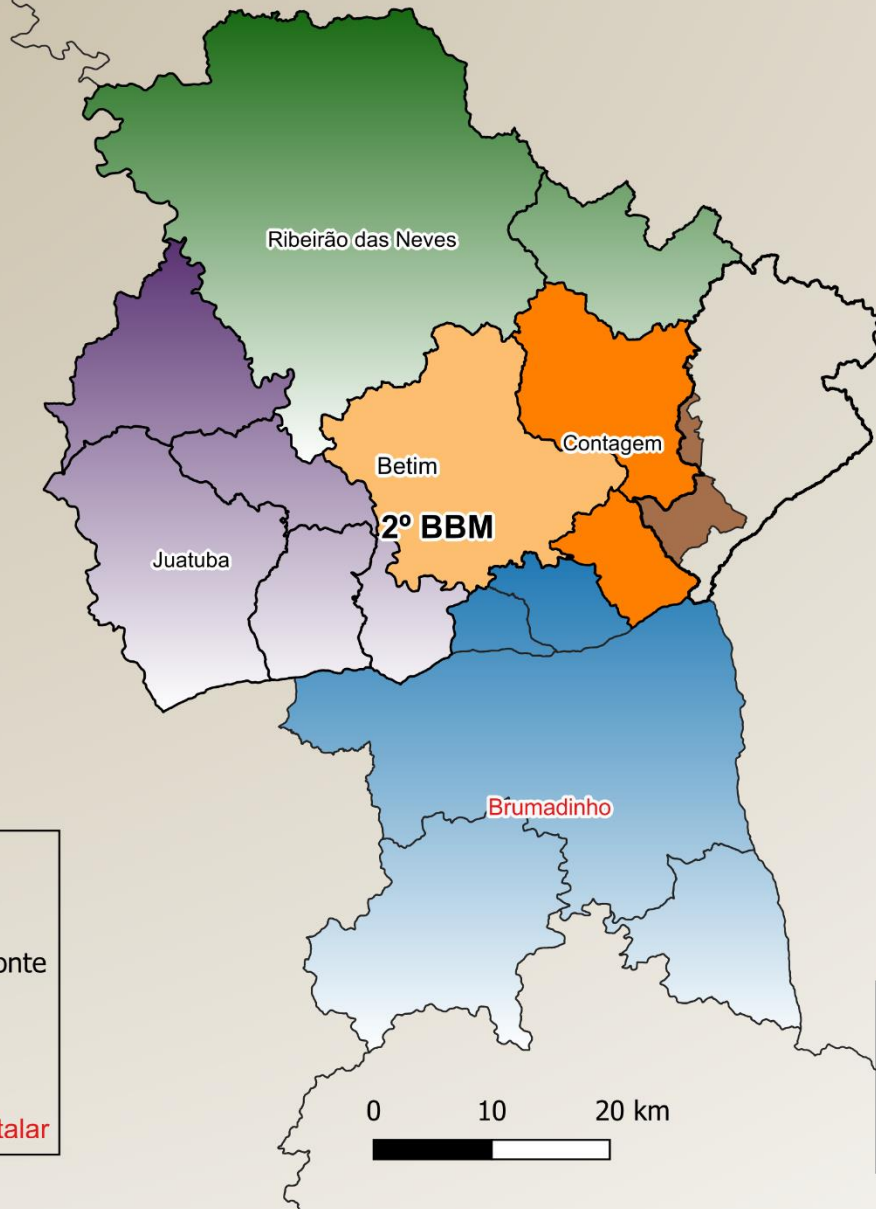 Ribeirão das Neves
Contagem
Betim
2º BBM
Juatuba
Brumadinho
onte
talar
0 10 20 km